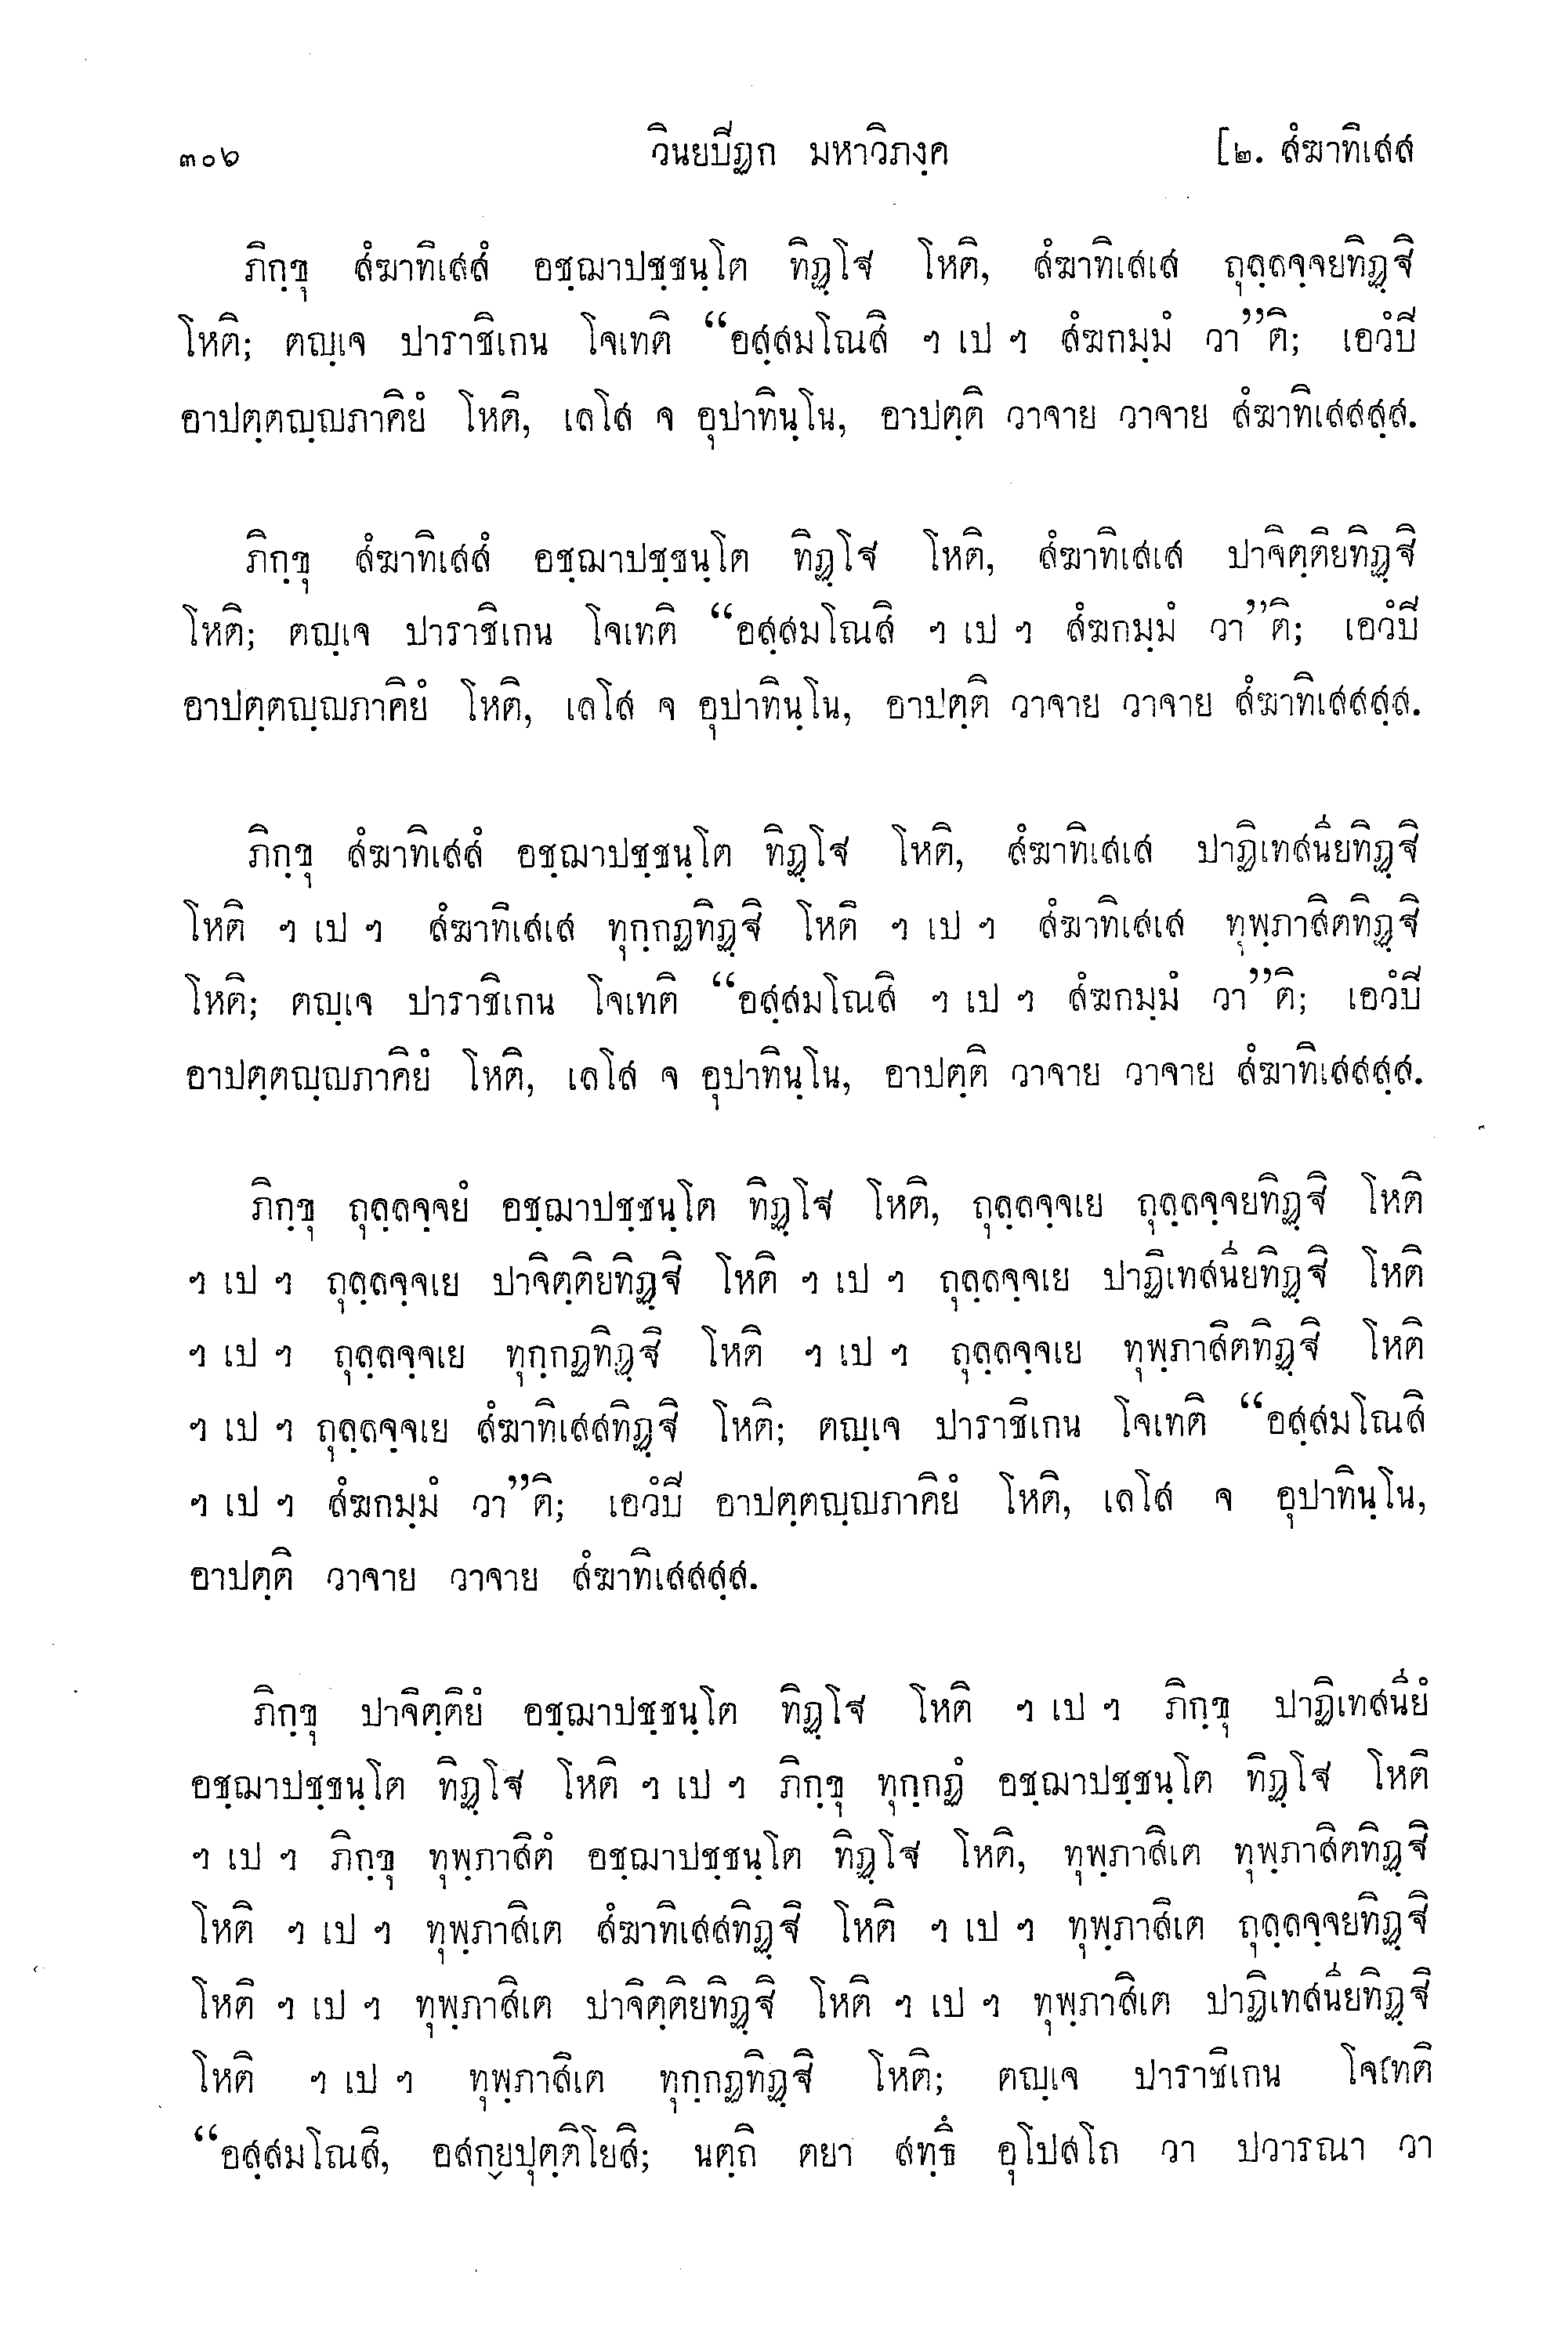 ๓๐๖ วินยปีฏก มหาวิภงฺค [๒. สํฆาทิเสส
ภิกฺขุ สํฆาทิเสสํ อชฺฌาปชฺชนฺโต ทิฏฺโฐ โหติ, สํฆาทิเสเส ถุลฺลจฺจยทิฏฺฐิ
โหติ; ตญฺเจ ปาราชิเกน โจเทติ “อสฺสมโณสิ ฯ เป ฯ สํฆกมฺมํ วา”ติ; เอวํปี
อาปตฺตญฺญภาคิยํ โหติ, เลโส จ อุปาทินฺโน, อาปตฺติ วาจาย วาจาย สํฆาทิเสสสฺส.
ภิกฺขุ สํฆาทิเสสํ อชฺฌาปชฺชนฺโต ทิฏฺโฐ โหติ, สํฆาทิเสเส ปาจิตฺติยทิฏฺฐิ
โหติ; ตญฺเจ ปาราชิเกน โจเทติ “อสฺสมโณสิ ฯ เป ฯ สํฆกมฺมํ วา”ติ; เอวํปี
อาปตฺตญฺญภาคิยํ โหติ, เลโส จ อุปาทินฺโน, อาปตฺติ วาจาย วาจาย สํฆาทิเสสสฺส.
ภิกฺขุ สํฆาทิเสสํ อชฺฌาปชฺชนฺโต ทิฏฺโฐ โหติ, สํฆาทิเสเส ปาฏิเทสนียทิฏฺฐิ
โหติ ฯ เป ฯ สํฆาทิเสเส ทุกฺกฏทิฏฺฐิ โหติ ฯ เป ฯ สํฆาทิเสเส ทุพฺภาสิตทิฏฺฐิ
โหติ; ตญฺเจ ปาราชิเกน โจเทติ “อสฺสมโณสิ ฯ เป ฯ สํฆกมฺมํ วา”ติ; เอวํปี
อาปตฺตญฺญภาคิยํ โหติ, เลโส จ อุปาทินฺโน, อาปตฺติ วาจาย วาจาย สํฆาทิเสสสฺส.
ภิกฺขุ ถุลฺลจฺจยํ อชฺฌาปชฺชนฺโต ทิฏฺโฐ โหติ, ถุลฺลจฺจเย ถุลฺลจฺจยทิฏฺฐิ โหติ
ฯ เป ฯ ถุลฺลจฺจเย ปาจิตฺติยทิฏฺฐิ โหติ ฯ เป ฯ ถุลฺลจฺจเย ปาฏิเทสนียทิฏฺฐิ โหติ
ฯ เป ฯ ถุลฺลจฺจเย ทุกฺกฏทิฏฺฐิ โหติ ฯ เป ฯ ถุลฺลจฺจเย ทุพฺภาสิตทิฏฺฐิ โหติ
ฯ เป ฯ ถุลฺลจฺจเย สํฆาทิเสสทิฏฺฐิ โหติ; ตญฺเจ ปาราชิเกน โจเทติ “อสฺสมโณสิ
ฯ เป ฯ สํฆกมฺมํ วา”ติ; เอวํปี อาปตฺตญฺญภาคิยํ โหติ, เลโส จ อุปาทินฺโน,
อาปตฺติ วาจาย วาจาย สํฆาทิเสสสฺส.
ภิกฺขุ ปาจิตฺติยํ อชฺฌาปชฺชนฺโต ทิฏฺโฐ โหติ ฯ เป ฯ ภิกฺขุ ปาฏิเทสนียํ
อชฺฌาปชฺชนฺโต ทิฏฺโฐ โหติ ฯ เป ฯ ภิกฺขุ ทุกฺกฏํ อชฺฌาปชฺชนฺโต ทิฏฺโฐ โหติ
ฯ เป ฯ ภิกฺขุ ทุพฺภาสิตํ อชฺฌาปชฺชนฺโต ทิฏฺโฐ โหติ, ทุพฺภาสิเต ทุพฺภาสิตทิฏฺฐิ
โหติ ฯ เป ฯ ทุพฺภาสิเต สํฆาทิเสสทิฏฺฐิ โหติ ฯ เป ฯ ทุพฺภาสิเต ถุลฺลจฺจยทิฏฺฐิ
โหติ ฯ เป ฯ ทุพฺภาสิเต ปาจิตฺติยทิฏฺฐิ โหติ ฯ เป ฯ ทุพฺภาสิเต ปาฏิเทสนียทิฏฺฐิ
โหติ ฯ เป ฯ ทุพฺภาสิเต ทุกฺกฏทิฏฺฐิ โหติ; ตญฺเจ ปาราชิเกน โจเทติ
“อสฺสมโณสิ, อสกฺยปุตฺติโยสิ; นตฺถิ ตยา สทฺธึ อุโปสโถ วา ปวารณา วา